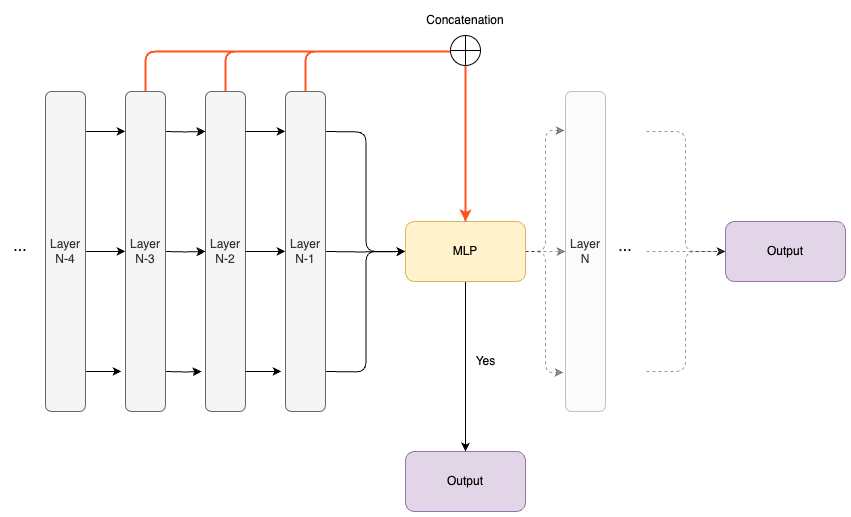 Concatenation
...
Layer
N-4
Layer
N-3
Layer
N-2
Layer
N-1
MLP
Layer
N
...
Output
Yes
Output